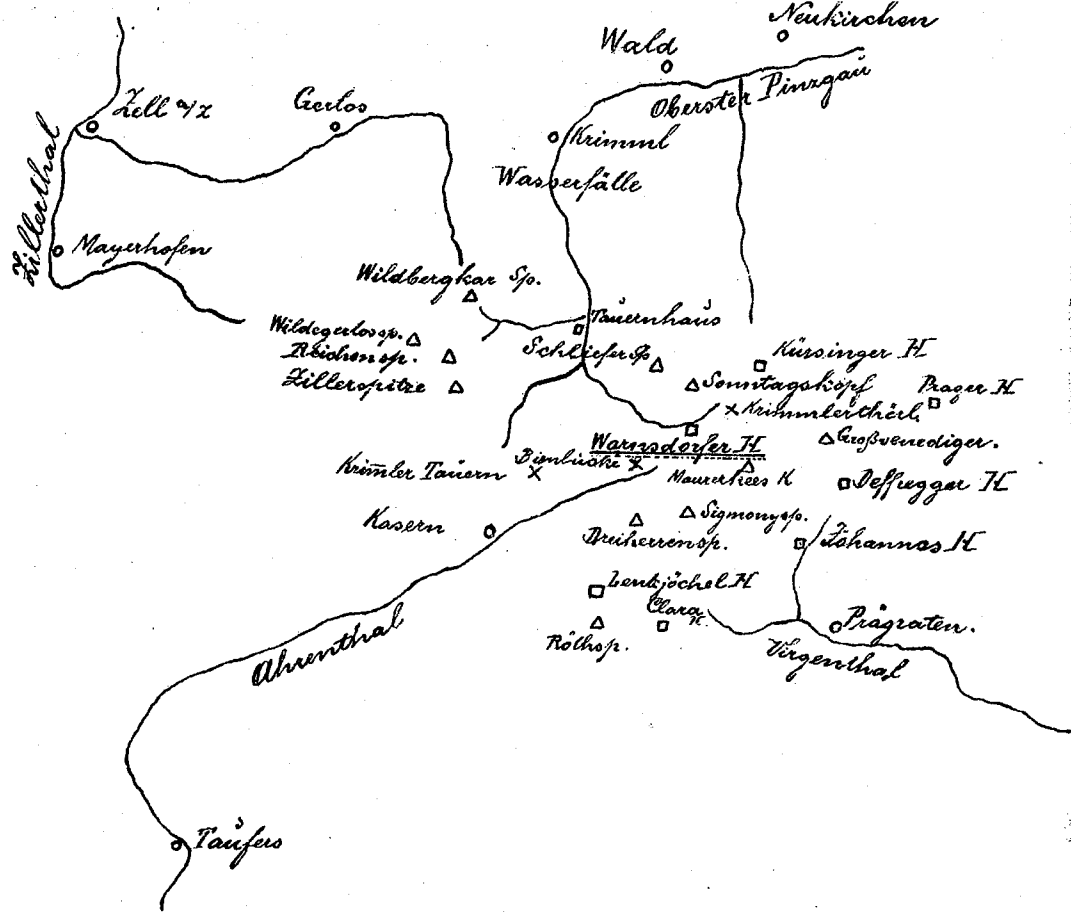 Neukirchen
Wald
Oberster Pinzgau
Zell a/Z
Gerlos
Krimml
Wasserfälle
Zillerthal
Mayerhofen
Wildbergkar Sp.
Tauernhaus
Wildegerlossp.
Schliefer Sp
Reichensp.
Kürsinger H
Zillerspitze
Sonntagskopf
Prager H
Krimmlerthörl.
Großvenediger.
Warnsdorfer H
Birnlücke
Krimler Tauern
Maurerkees K
Deffregger H
Kasern
Sigmonysp.
Dreiherrensp.
Johannes H
Lenkjöchel H
Clara H.
Prägraten.
Röthsp.
Virgenthal
Ahrenthal
Taufers